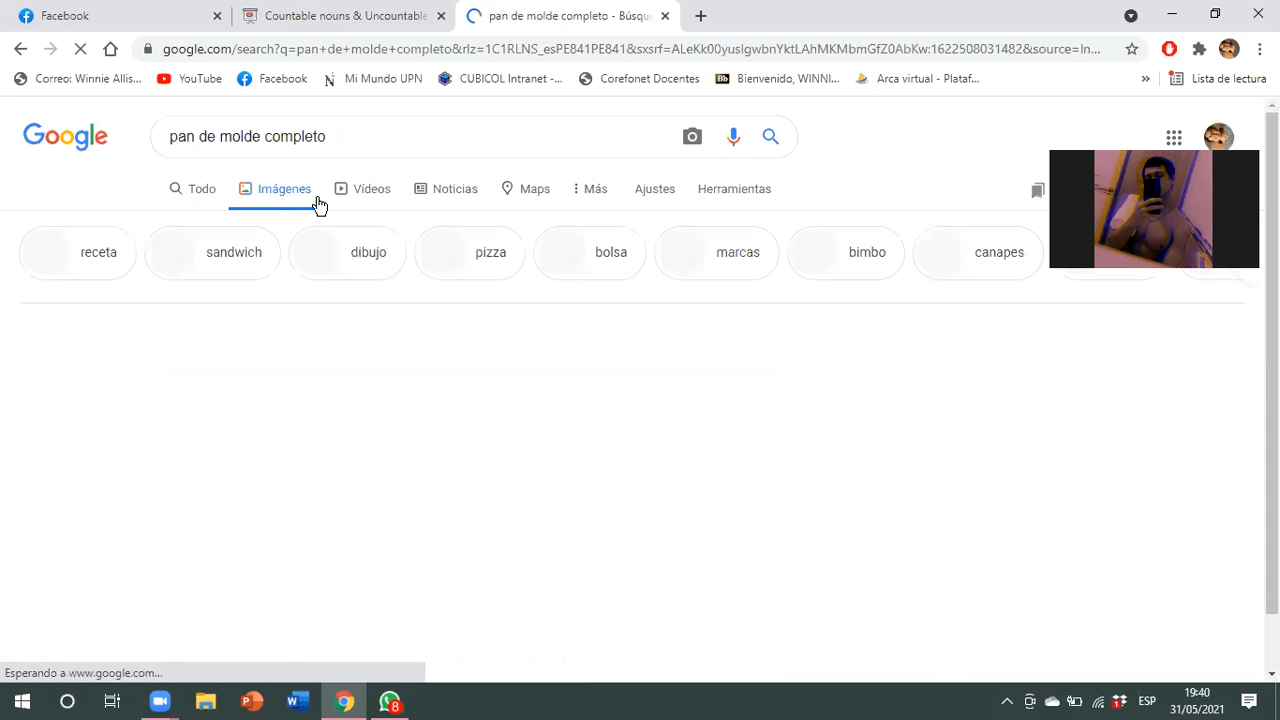 Facebook
Countable nouns & Uncountable
pan de molde completo - Búsqu
google.com/search?q=pan+de+molde+completo&rlz=1C1RLNS_esPE841PE841&sxsrf=ALeKk00yuslgwbnYktLAhMKMbmGfZ0AbKw:1622508031482&source=ln...
Correo: Winnie Allis...
YouTube
Facebook
Mi Mundo UPN
CUBICOL Intranet -...
Corefonet Docentes
Bb
Bienvenido, WINNI...
Arca virtual - Plataf...
»
Lista de lectura
Google
pan de molde completo
Todo
Imágenes
Vídeos
Noticias
Maps
Más
Ajustes
Herramientas
receta
sandwich
dibujo
pizza
bolsa
marcas
bimbo
canapes
Esperando a www.google.com...
8
ESP
19:40
31/05/2021